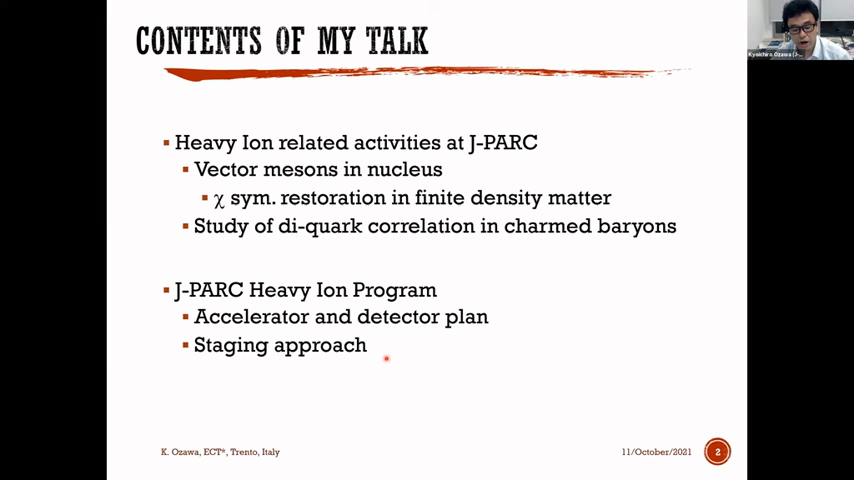 CONTENTS OF MY TALK
Kyoichiro Ozawa (J-...
▪ Heavy Ion related activities at J-PARC
▪ Vector mesons in nucleus
▪ χ sym. restoration in finite density matter
▪ Study of di-quark correlation in charmed baryons
▪ J-PARC Heavy Ion Program
▪ Accelerator and detector plan
▪ Staging approach
K. Ozawa, ECT*, Trento, Italy
11/October/2021
2